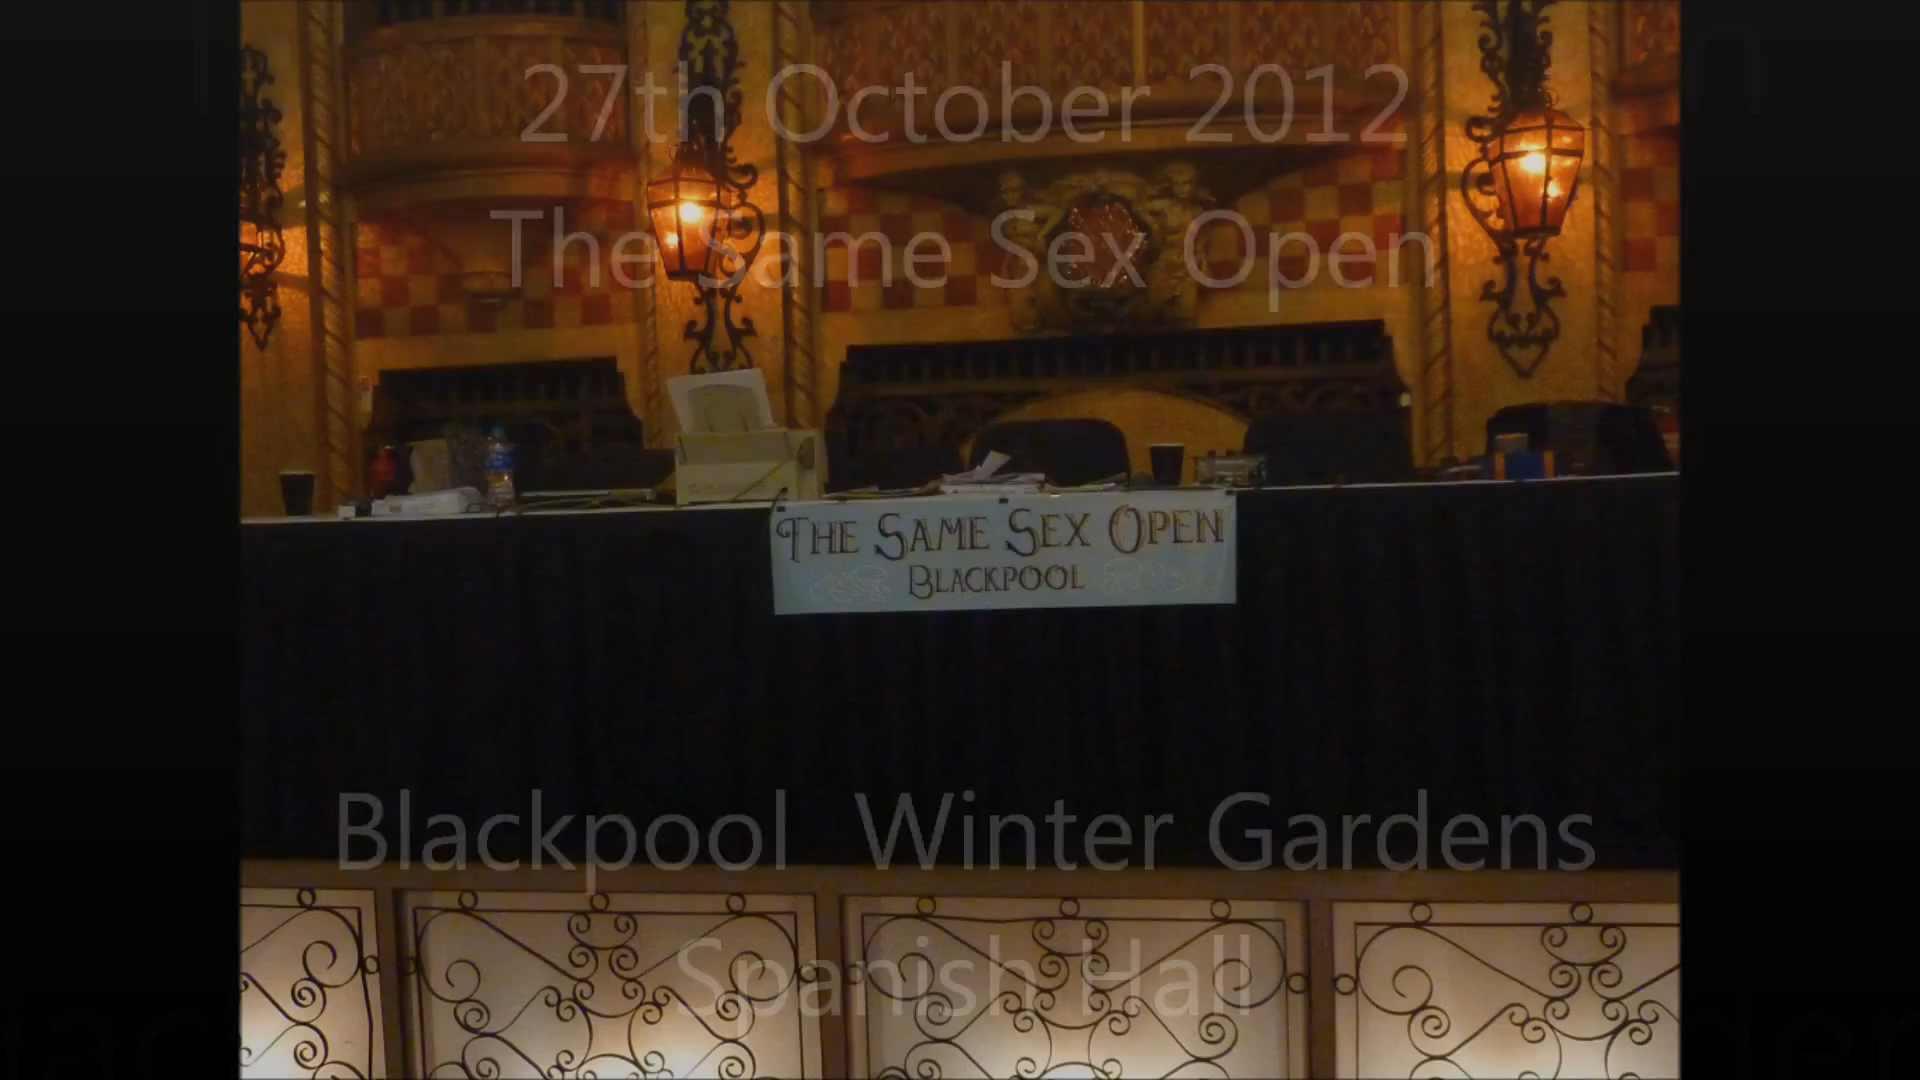 27th October 2012
The Same Sex Open
THE SAME SEX OPEN
BLACKPOOL
Blackpool Winter Gardens
Spanish Hall